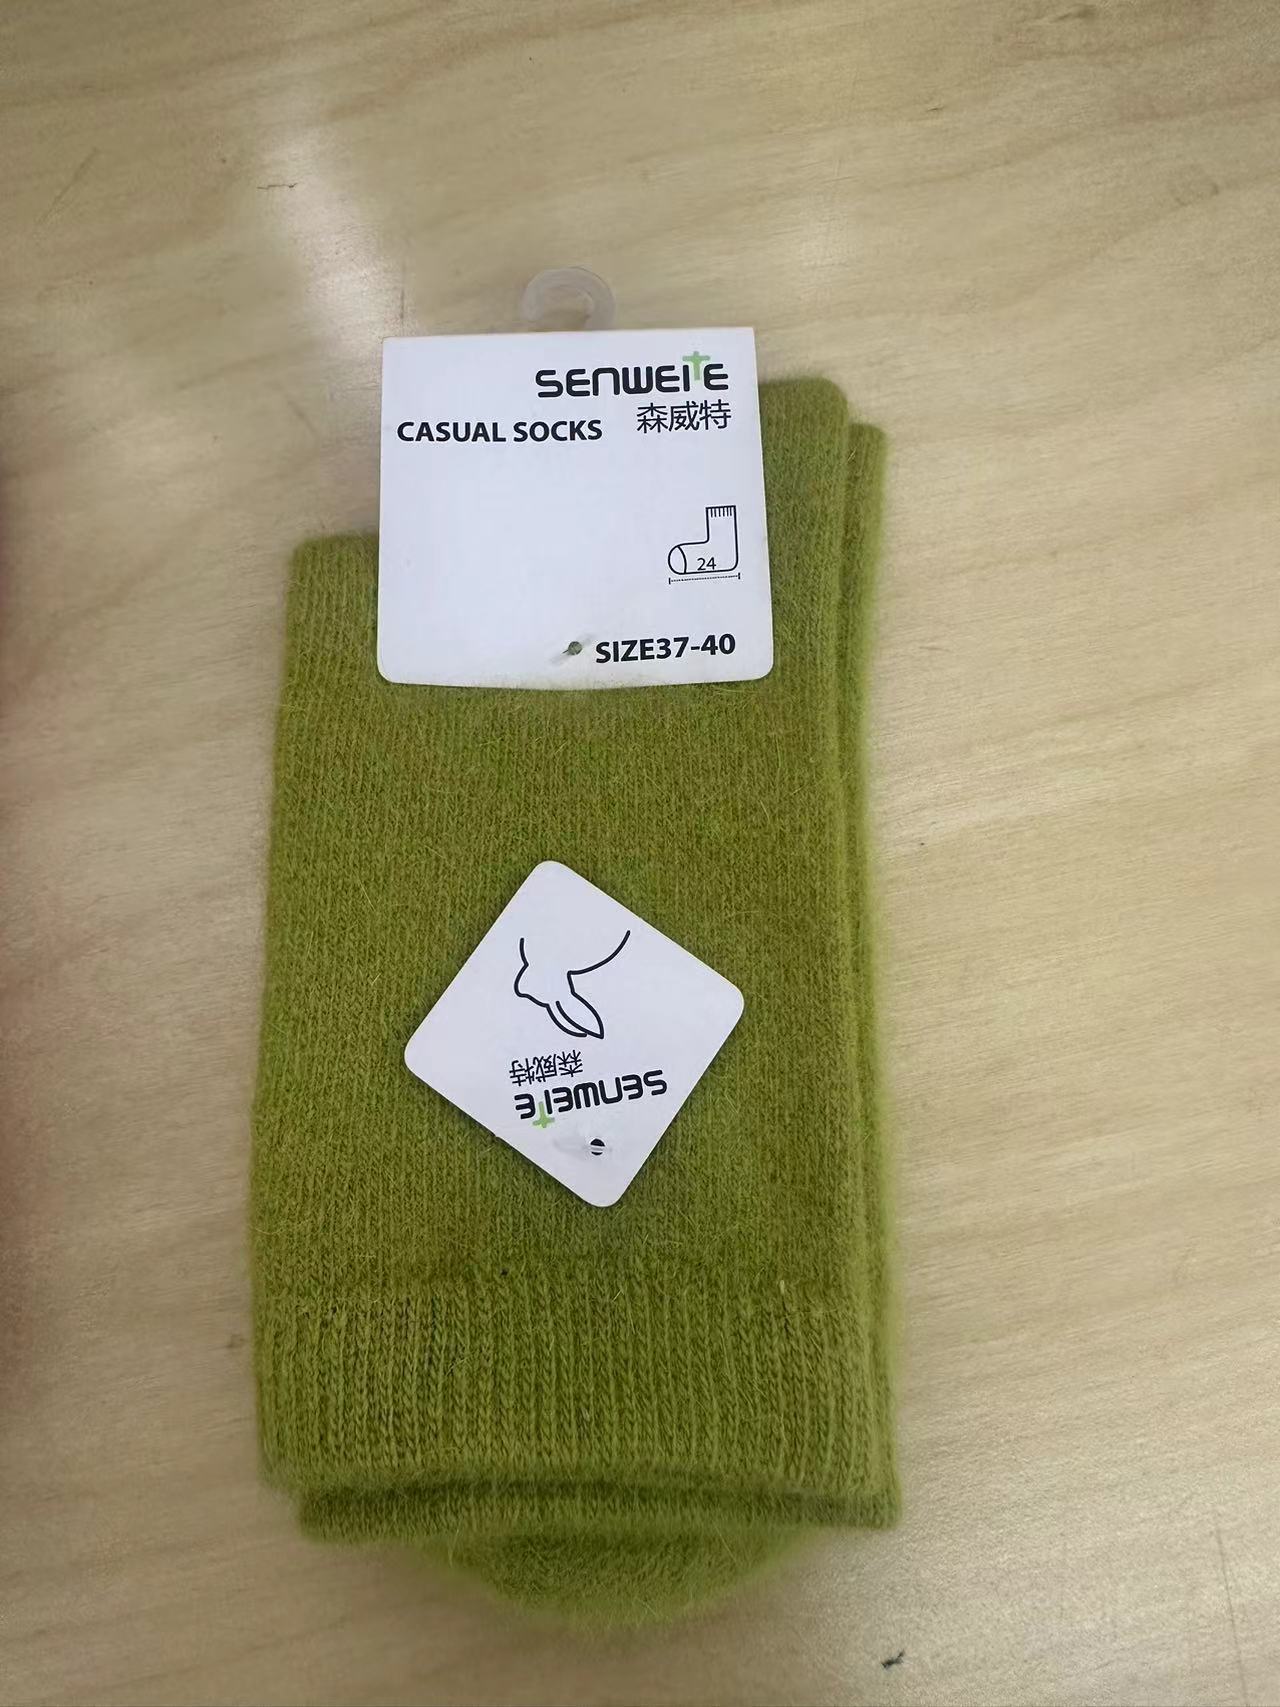 SENWEITE
森威特
CASUAL SOCKS
24
SIZE37-40
SENWEITE
森威特